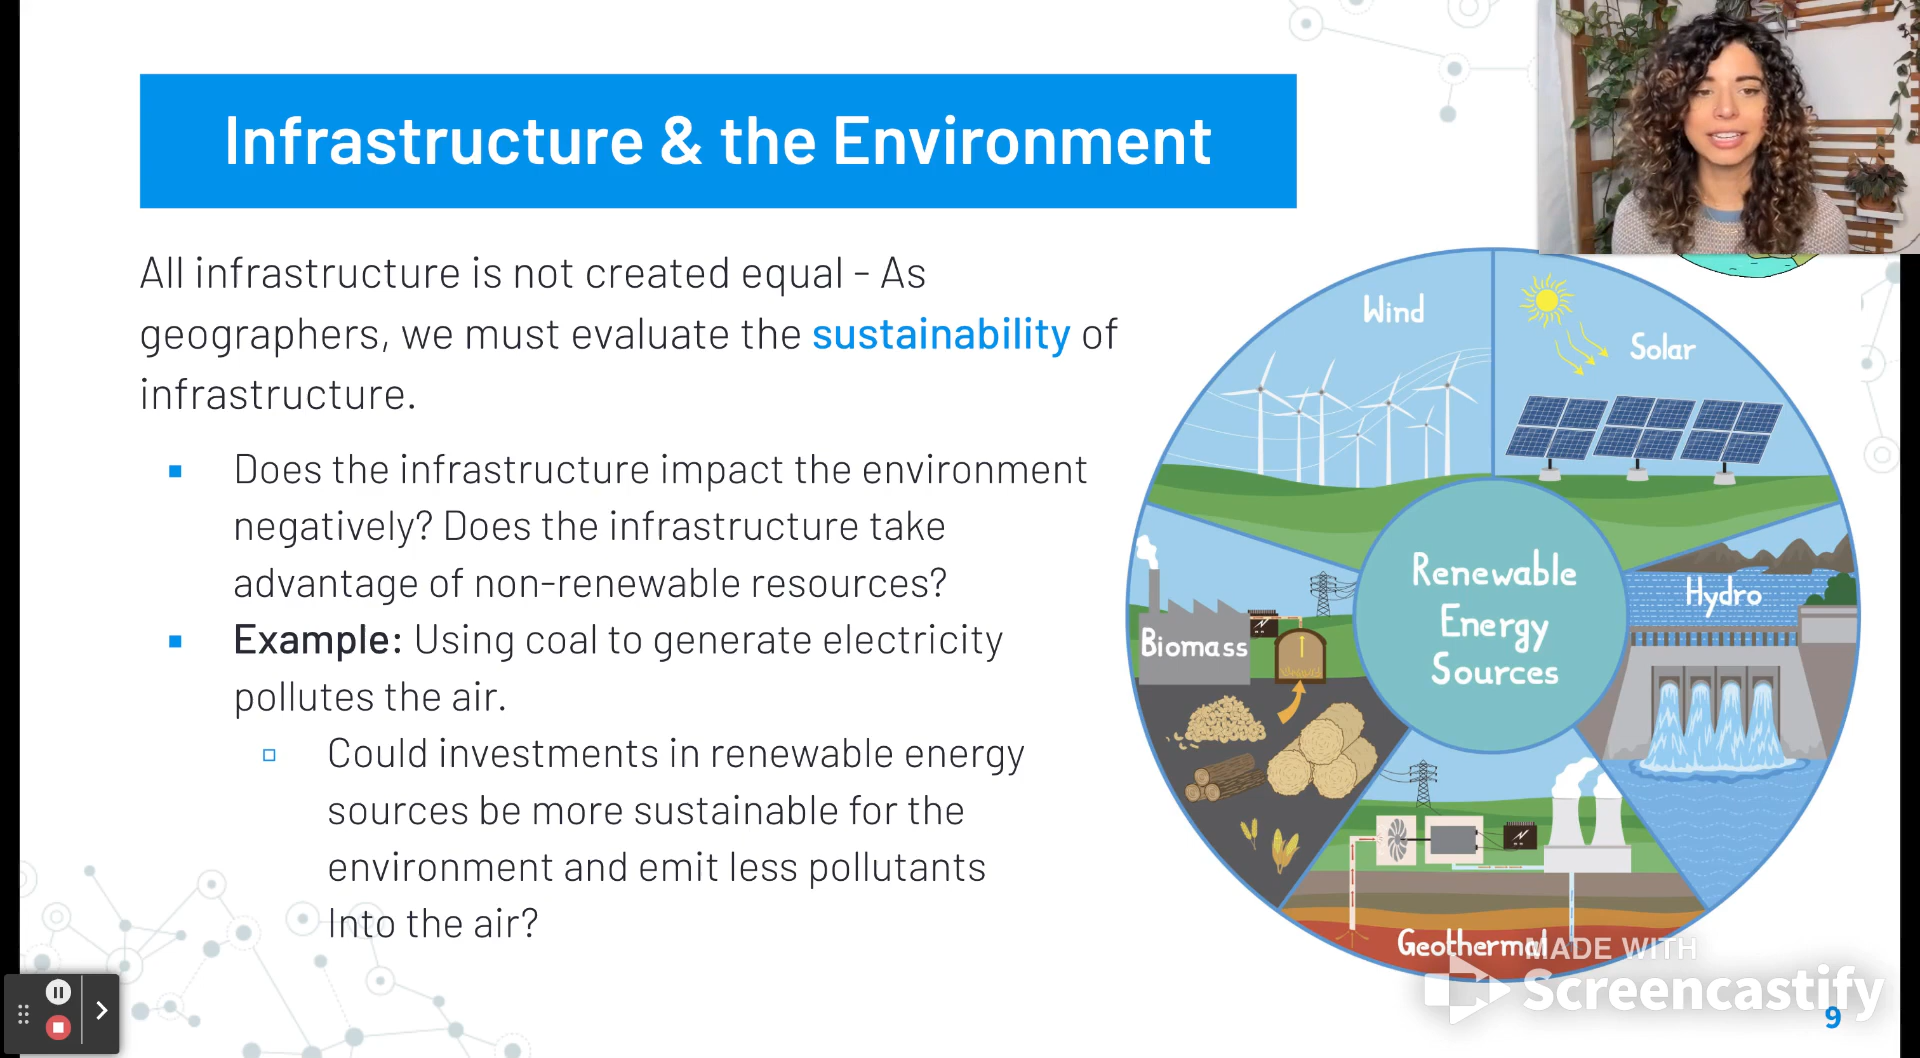 Infrastructure & the Environment
All infrastructure is not created equal - As
geographers, we must evaluate the sustainability of
infrastructure.
Does the infrastructure impact the environment
negatively? Does the infrastructure take
advantage of non-renewable resources?
Example: Using coal to generate electricity
pollutes the air.
Could investments in renewable energy
sources be more sustainable for the
environment and emit less pollutants
Into the air?
Wind
Solar
Renewable
Energy
Sources
Hydro
Biomass
Geothermal
MADE WITH
Screencastify
9